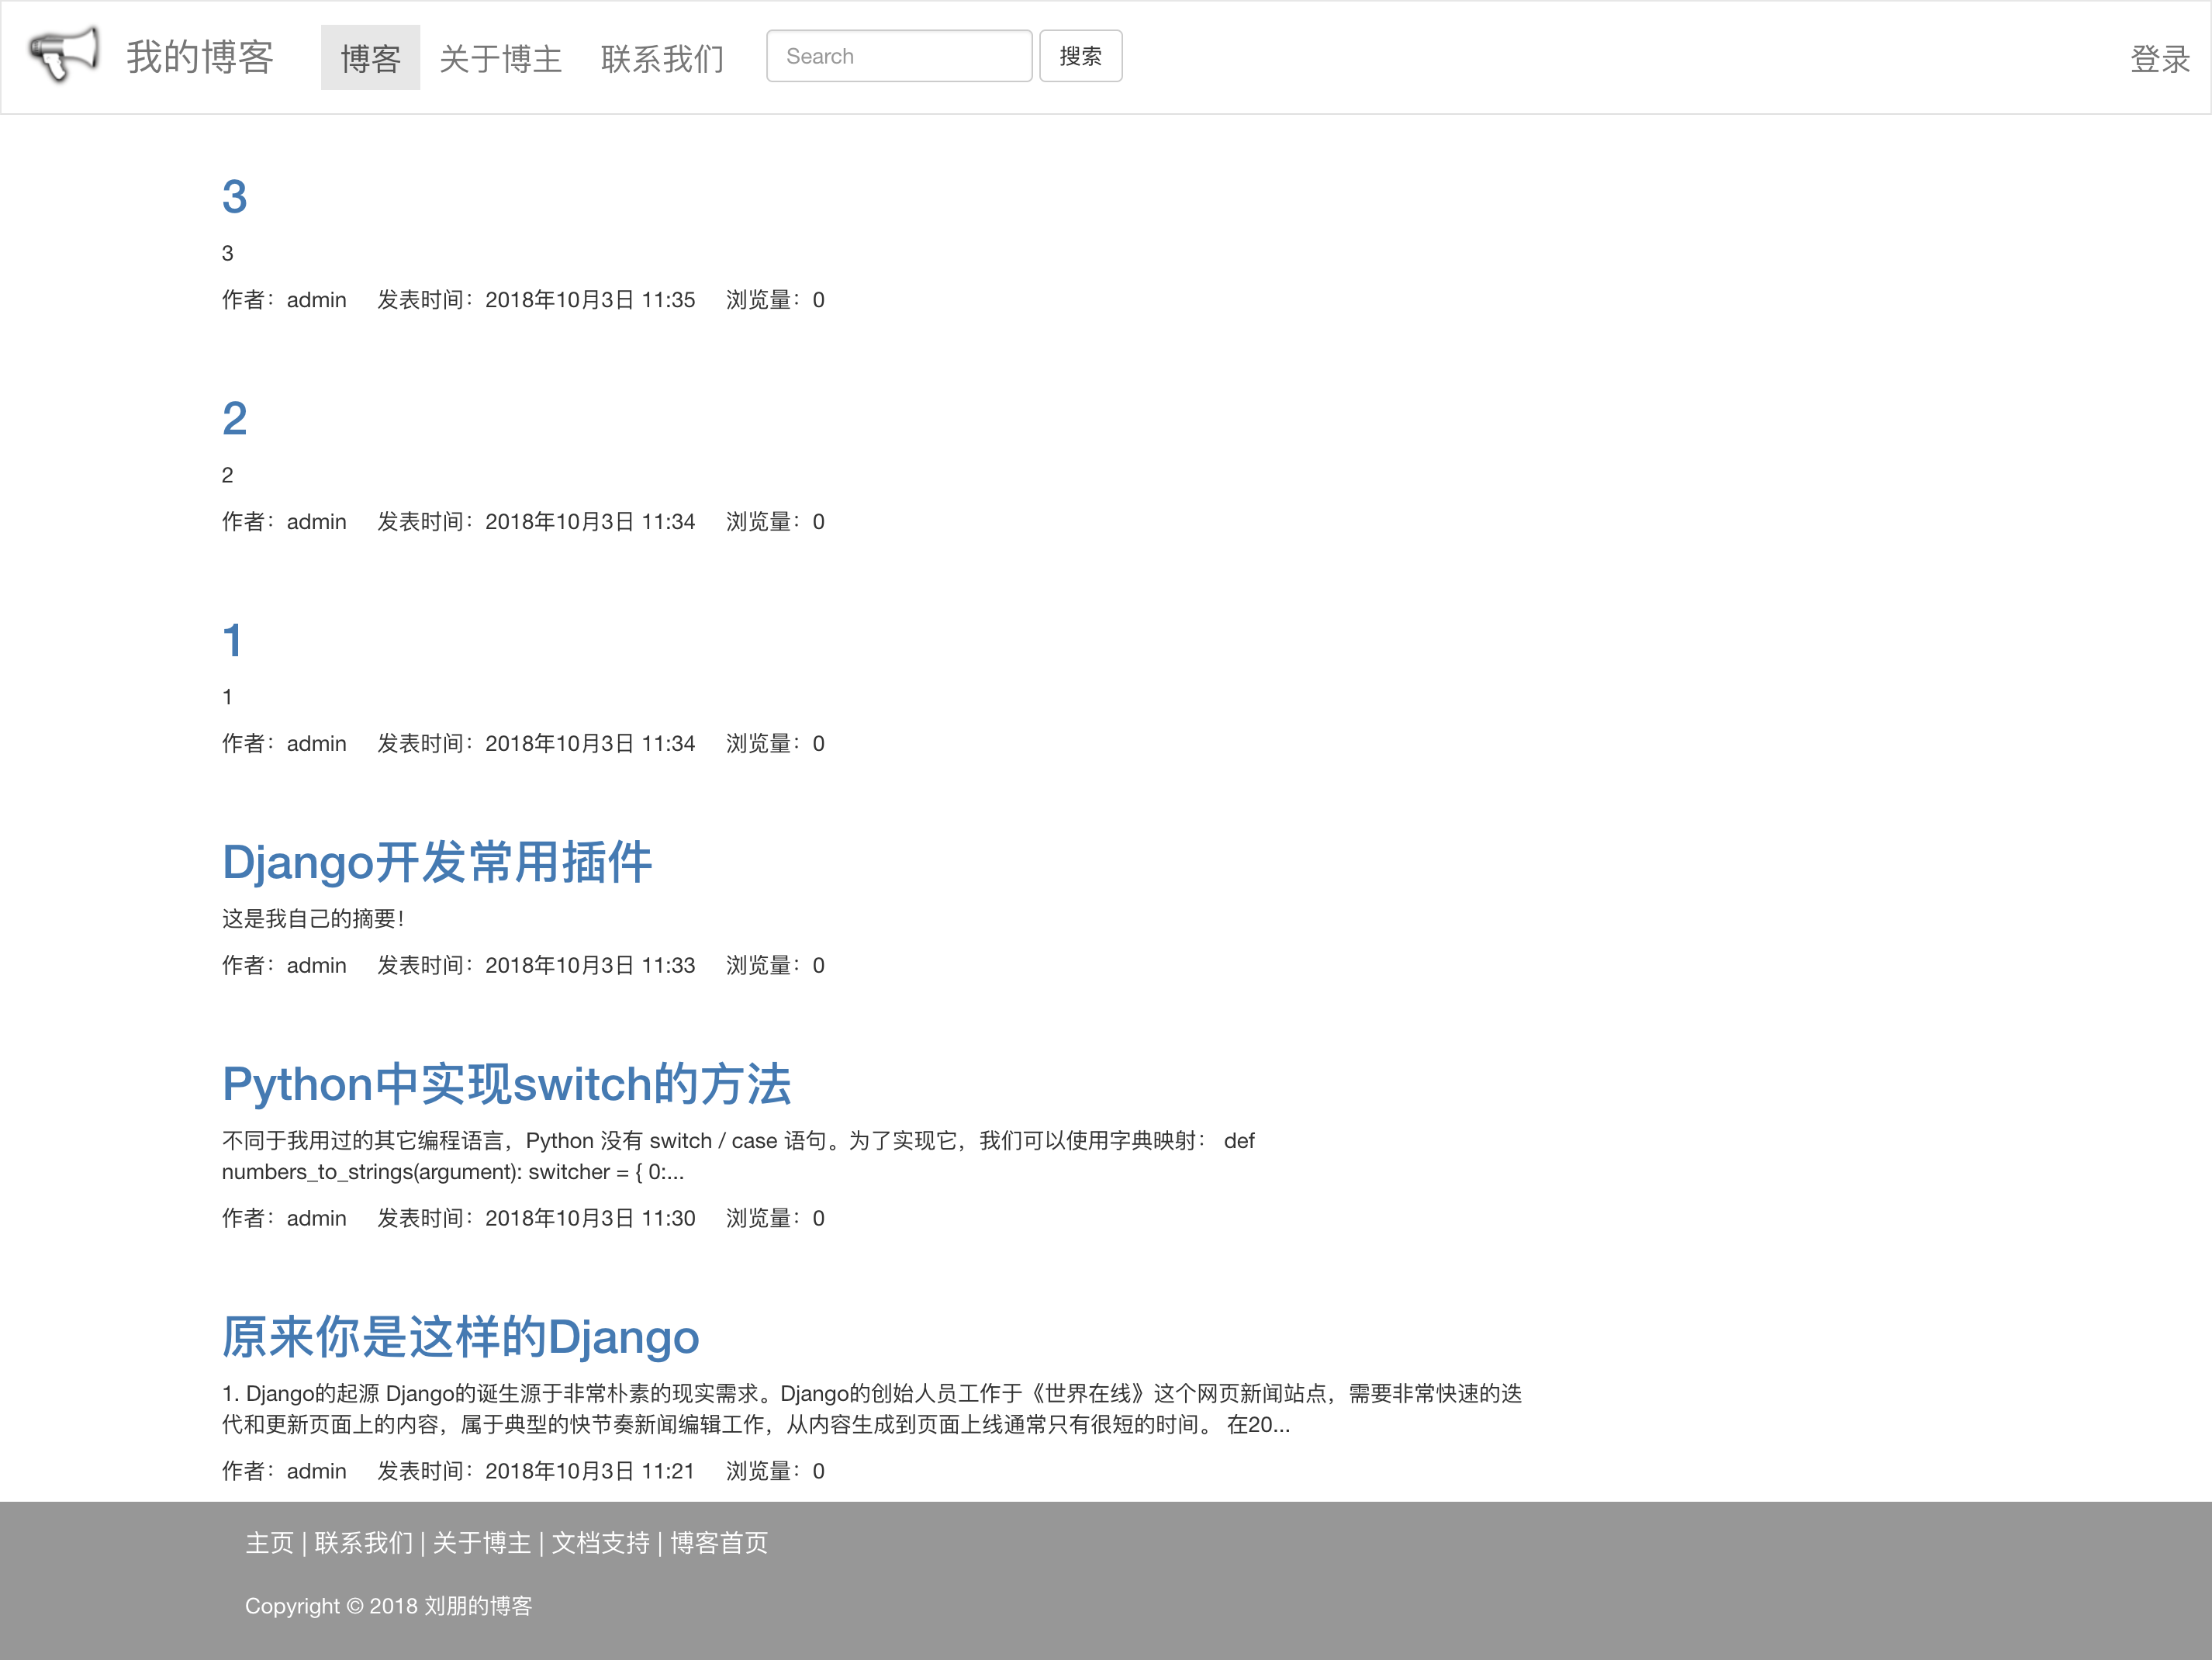 我的博客 博客 关于博主 联系我们 Search 搜索 登录
3
3
作者：admin 发表时间：2018年10月3日 11:35 浏览量：0
2
2
作者：admin 发表时间：2018年10月3日 11:34 浏览量：0
1
1
作者：admin 发表时间：2018年10月3日 11:34 浏览量：0
Django开发常用插件
这是我自己的摘要！
作者：admin 发表时间：2018年10月3日 11:33 浏览量：0
Python中实现switch的方法
不同于我用过的其它编程语言，Python 没有 switch / case 语句。为了实现它，我们可以使用字典映射： def
numbers_to_strings(argument): switcher = { 0:...
作者：admin 发表时间：2018年10月3日 11:30 浏览量：0
原来你是这样的Django
1. Django的起源 Django的诞生源于非常朴素的现实需求。Django的创始人员工作于《世界在线》这个网页新闻站点，需要非常快速的迭
代和更新页面上的内容，属于典型的快节奏新闻编辑工作，从内容生成到页面上线通常只有很短的时间。 在20...
作者：admin 发表时间：2018年10月3日 11:21 浏览量：0
主页 | 联系我们 | 关于博主 | 文档支持 | 博客首页
Copyright © 2018 刘朋的博客